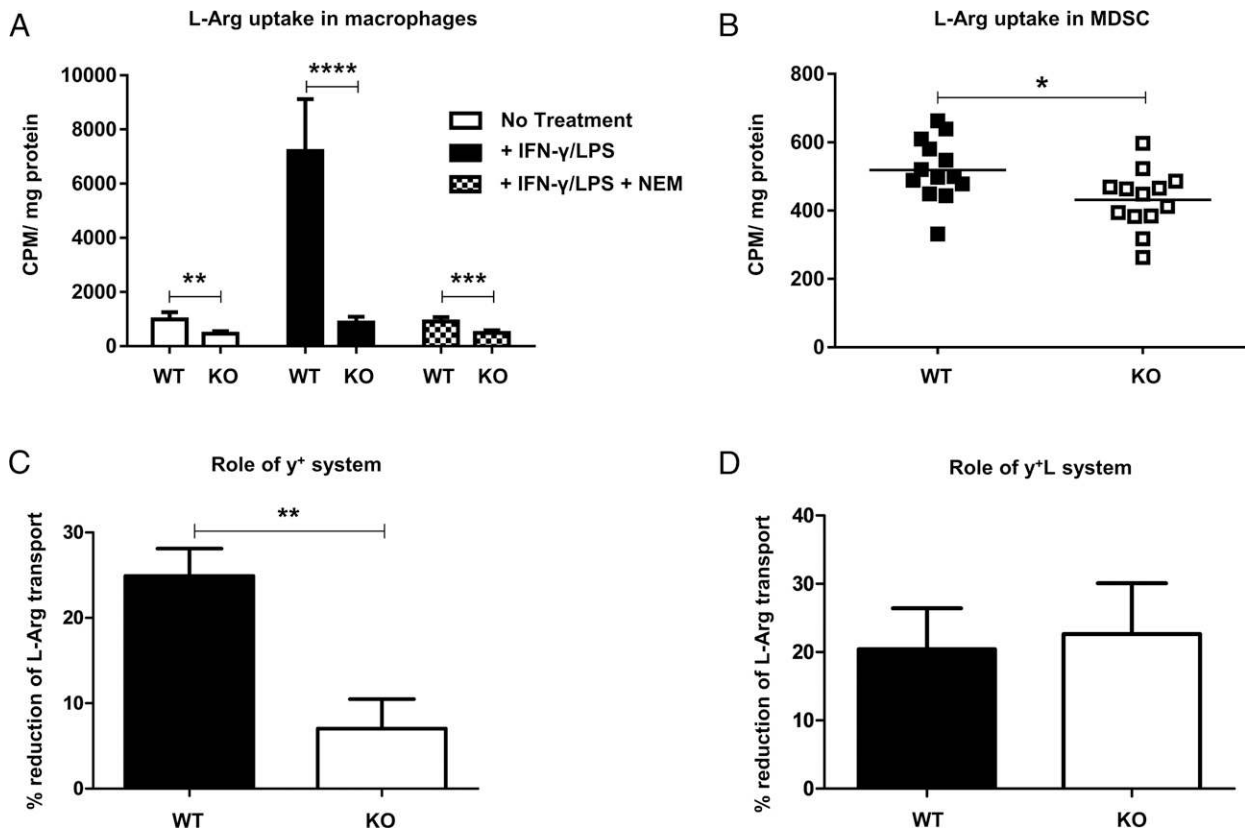 A
L-Arg uptake in macrophages
CPM/ mg protein
10000
8000
6000
4000
2000
0
**
****
***
No Treatment
+ IFN-γ/LPS
+ IFN-γ/LPS + NEM
WT KO WT KO WT KO
B
L-Arg uptake in MDSC
CPM/ mg protein
800
600
400
200
0
*
WT KO
C
Role of y⁺ system
% reduction of L-Arg transport
30
20
10
0
**
WT KO
D
Role of y⁺L system
% reduction of L-Arg transport
40
30
20
10
0
WT KO